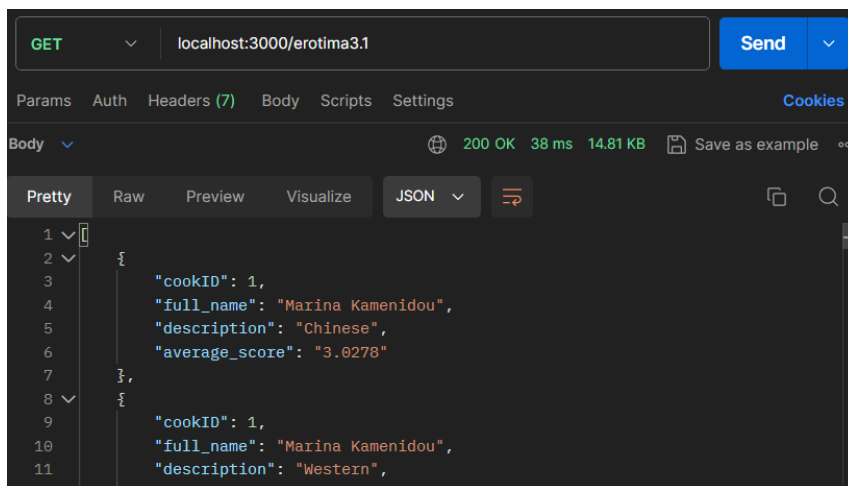 GET localhost:3000/erotima3.1 Send
Params Auth Headers (7) Body Scripts Settings Cookies
Body 200 OK 38 ms 14.81 KB Save as example
Pretty Raw Preview Visualize JSON
1 [
2 {
3 "cookID": 1,
4 "full_name": "Marina Kamenidou",
5 "description": "Chinese",
6 "average_score": "3.0278"
7 },
8 {
9 "cookID": 1,
10 "full_name": "Marina Kamenidou",
11 "description": "Western",